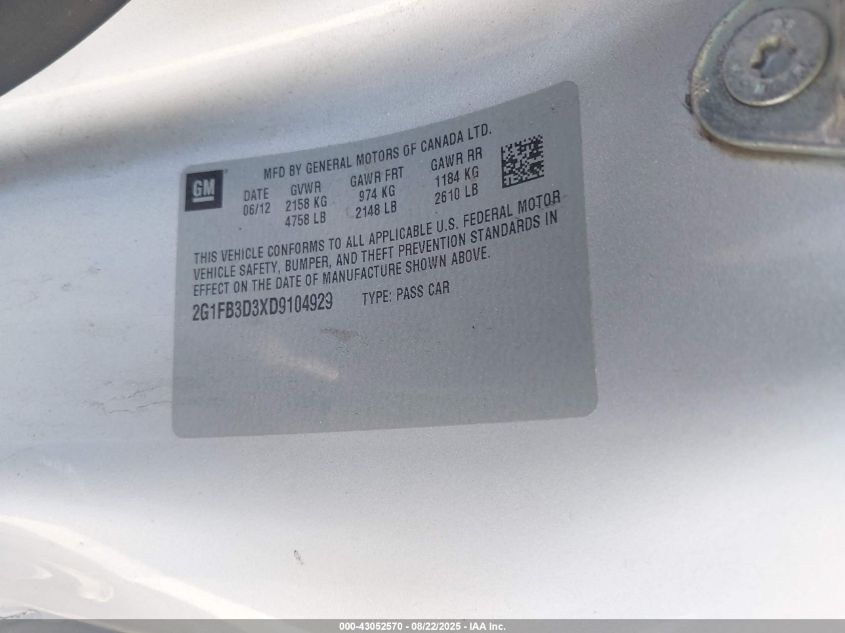 MFD BY GENERAL MOTORS OF CANADA LTD.
GM
DATE GVWR GAWR FRT GAWR RR
06/12 2158 KG 974 KG 1184 KG
4758 LB 2148 LB 2610 LB
THIS VEHICLE CONFORMS TO ALL APPLICABLE U.S. FEDERAL MOTOR
VEHICLE SAFETY, BUMPER, AND THEFT PREVENTION STANDARDS IN
EFFECT ON THE DATE OF MANUFACTURE SHOWN ABOVE.
2G1FB3D3XD9104929 TYPE: PASS CAR
000-43052570 - 08/22/2025 - IAA Inc.